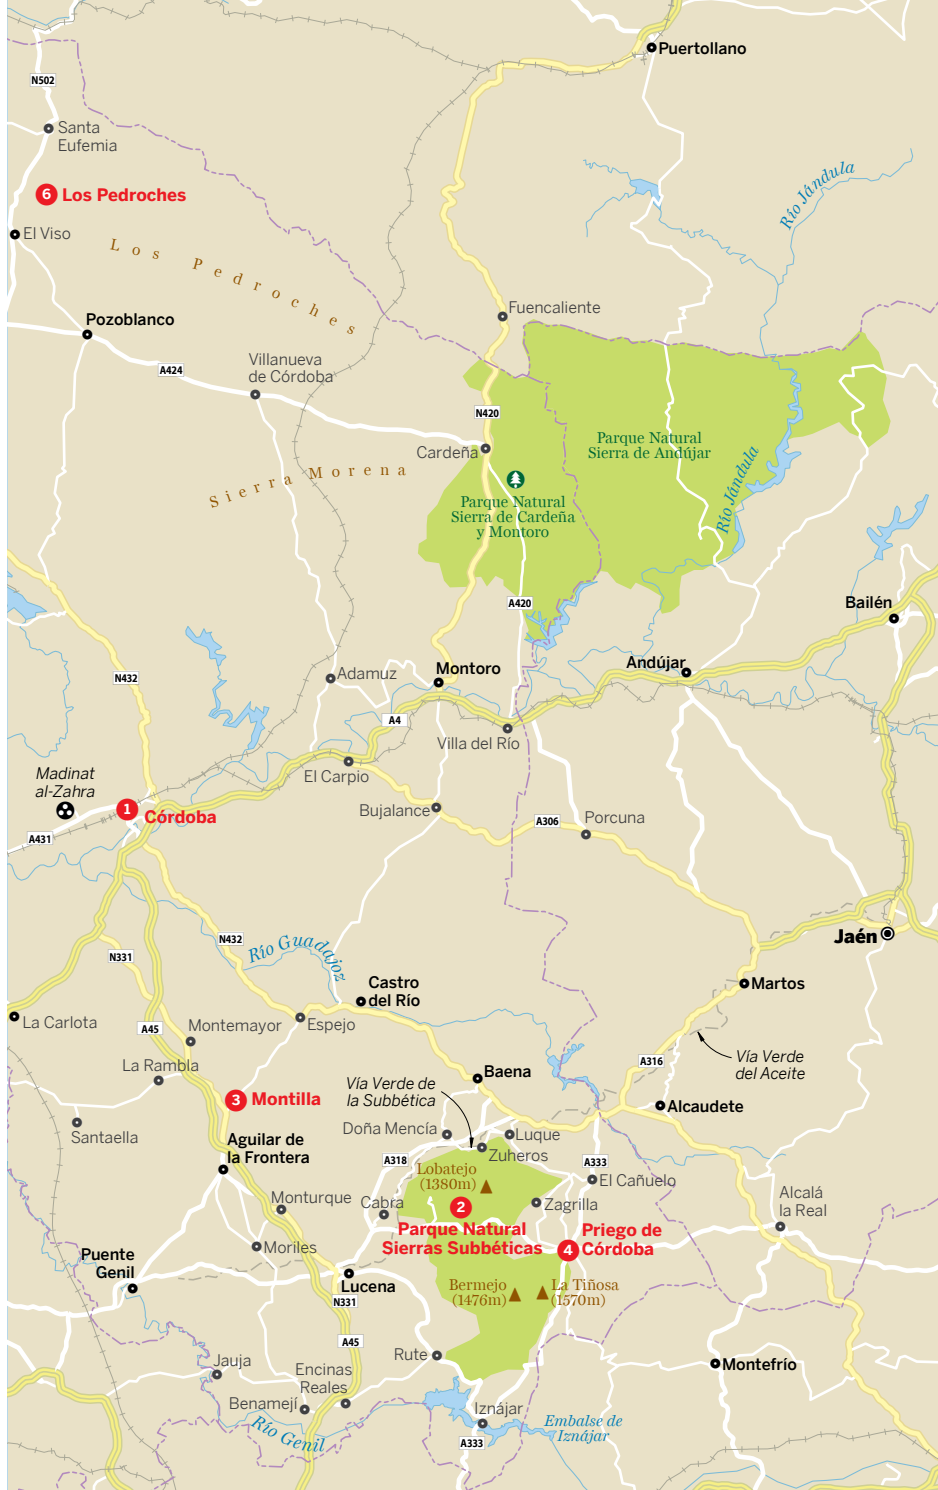 Puertollano
N502
Santa
Eufemia
6 Los Pedroches
Río Jándula
El Viso
Los Pedroches
Fuencaliente
Pozoblanco
Villanueva
de Córdoba
A424
N420
Cardeña
Parque Natural
Sierra de Andújar
Río Jándula
Sierra Morena
Parque Natural
Sierra de Cardeña
y Montoro
A420
Bailén
Andújar
Montoro
Adamuz
N432
A4
Villa del Río
El Carpio
Madinat
al-Zahra
1 Córdoba
Bujalance
A306
Porcuna
A431
N432
Río Guadajoz
Jaén
N331
Castro
del Río
Martos
La Carlota
A45
Montemayor
Espejo
A316
Vía Verde
del Aceite
La Rambla
Baena
Vía Verde de
la Subbética
3 Montilla
Alcaudete
Santaella
Doña Mencía
Luque
Aguilar de
la Frontera
Zuheros
A318
A333
Lobatejo
(1380m)
El Cañuelo
Monturque
Cabra
2
Zagrilla
Alcalá
la Real
Parque Natural
Sierras Subbéticas
4 Priego de
Córdoba
Moriles
Puente
Genil
Lucena
Bermejo
(1476m)
La Tiñosa
(1570m)
N331
A45
Rute
Jauja
Encinas
Reales
Montefrío
Benamejí
Río Genil
Iznájar
Embalse de
Iznájar
A333